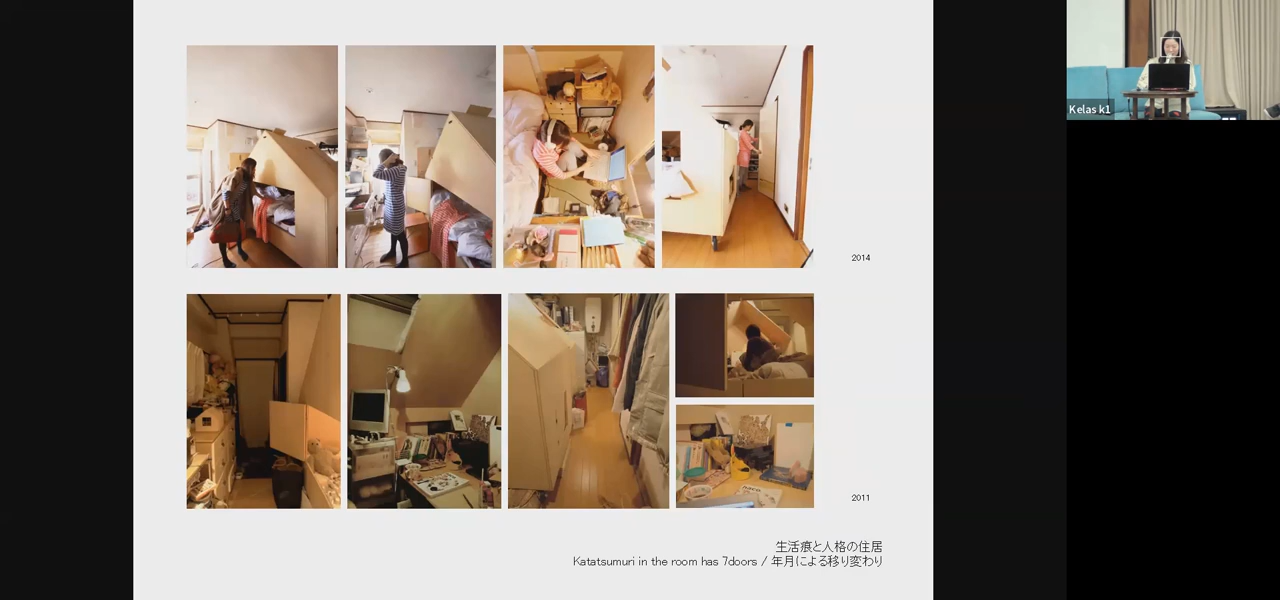 Kelas k1
2014
2011
生活痕と人格の住居
Katatsumuri in the room has 7doors / 年月による移り変わり